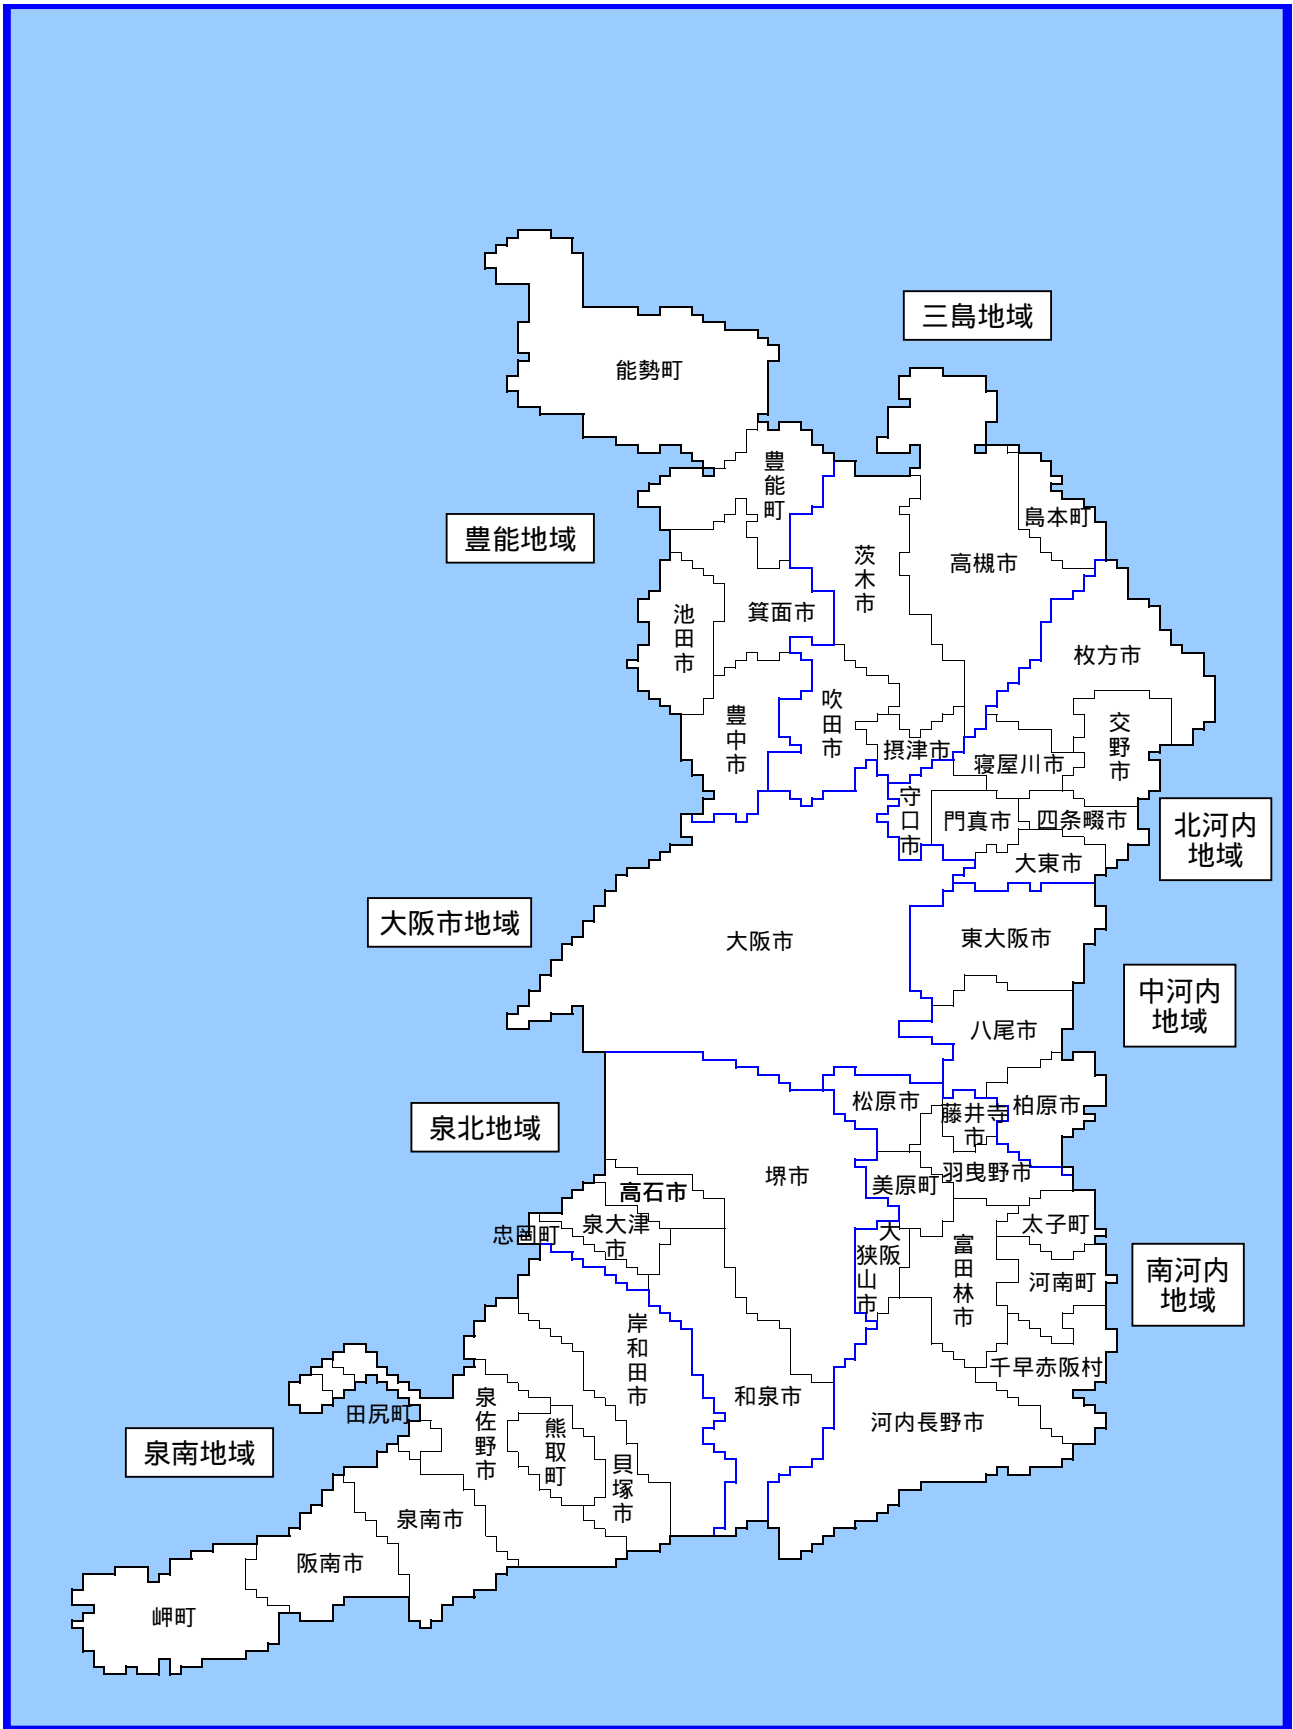 三島地域
能勢町
豊能町
島本町
豊能地域
茨木市
高槻市
箕面市
池田市
枚方市
吹田市
豊中市
交野市
摂津市
寝屋川市
守口市
門真市
四条畷市
北河内
地域
大東市
大阪市地域
大阪市
東大阪市
中河内
地域
八尾市
松原市
藤井寺
市
柏原市
泉北地域
堺市
美原町
羽曳野市
高石市
泉大津
市
忠岡町
太子町
大阪
狭山市
富田林市
河南町
南河内
地域
岸和田市
千早赤阪村
和泉市
河内長野市
田尻町
泉佐野市
熊取町
貝塚市
泉南地域
泉南市
阪南市
岬町